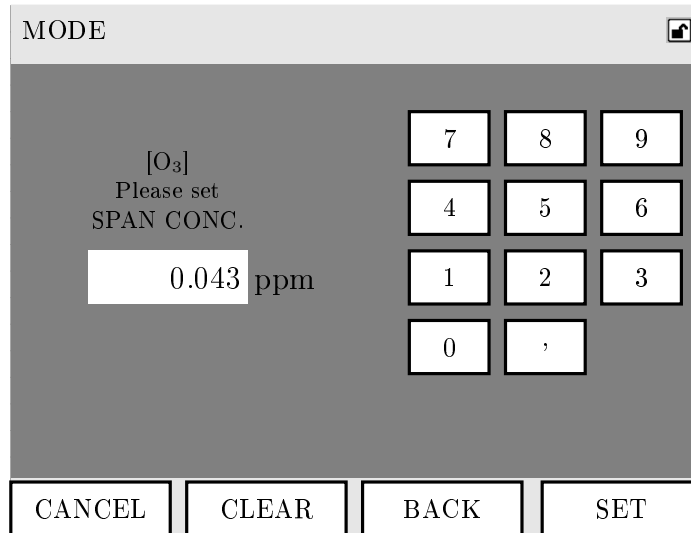 MODE
[O₃]
Please set
SPAN CONC.
0.043 ppm
7 8 9
4 5 6
1 2 3
0 ,
CANCEL CLEAR BACK SET